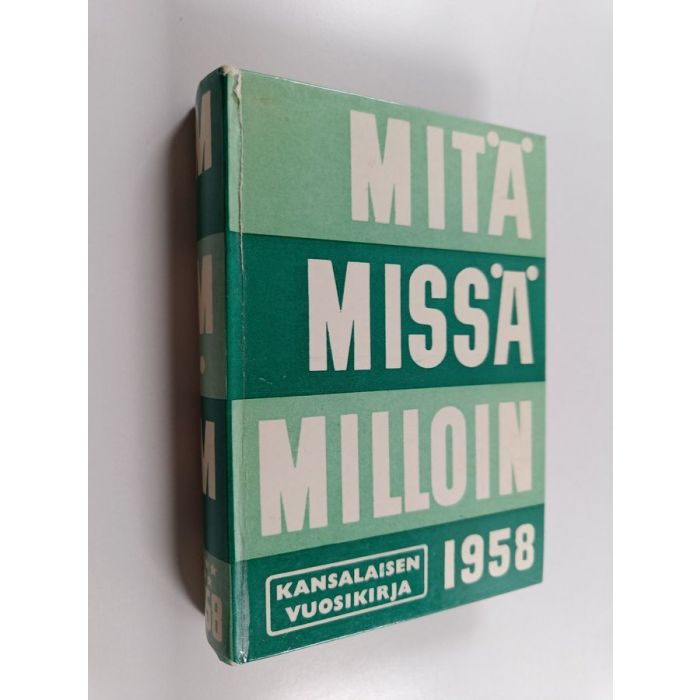 MITÄ
MISSÄ
MILLOIN
KANSALAISEN
VUOSIKIRJA
1958
M
M
M